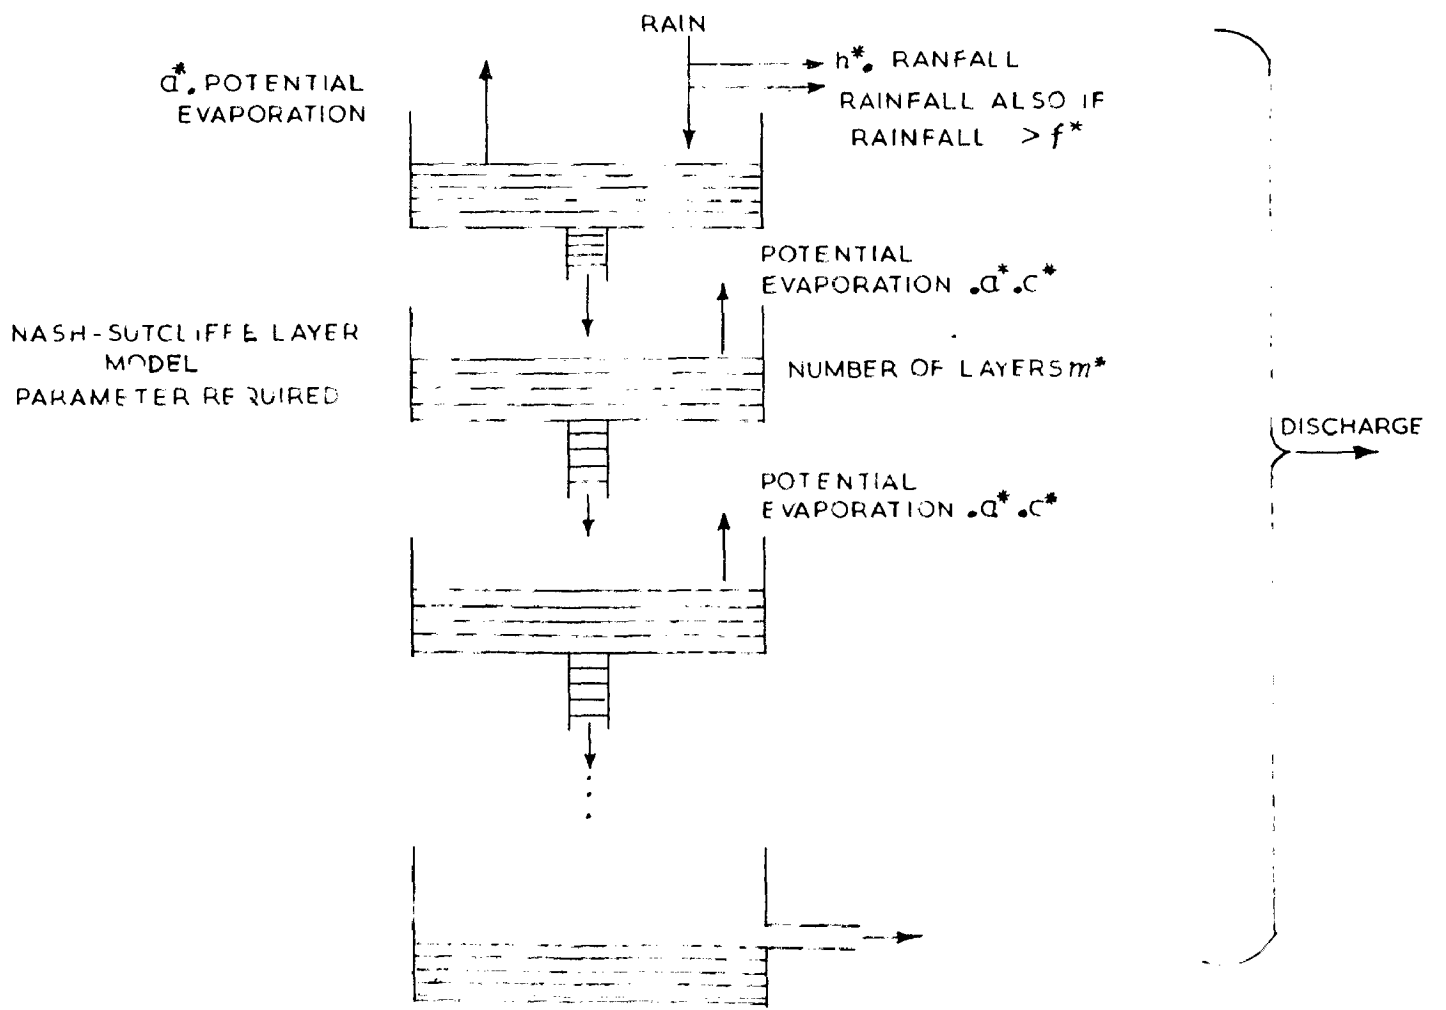 RAIN
h*. RANFALL
RAINFALL ALSO IF
RAINFALL > f*
a*. POTENTIAL
EVAPORATION
POTENTIAL
EVAPORATION .a*.c*
NASH-SUTCLIFFE LAYER
MODEL
PARAMETER REQUIRED
NUMBER OF LAYERS m*
DISCHARGE
POTENTIAL
EVAPORATION .a*.c*